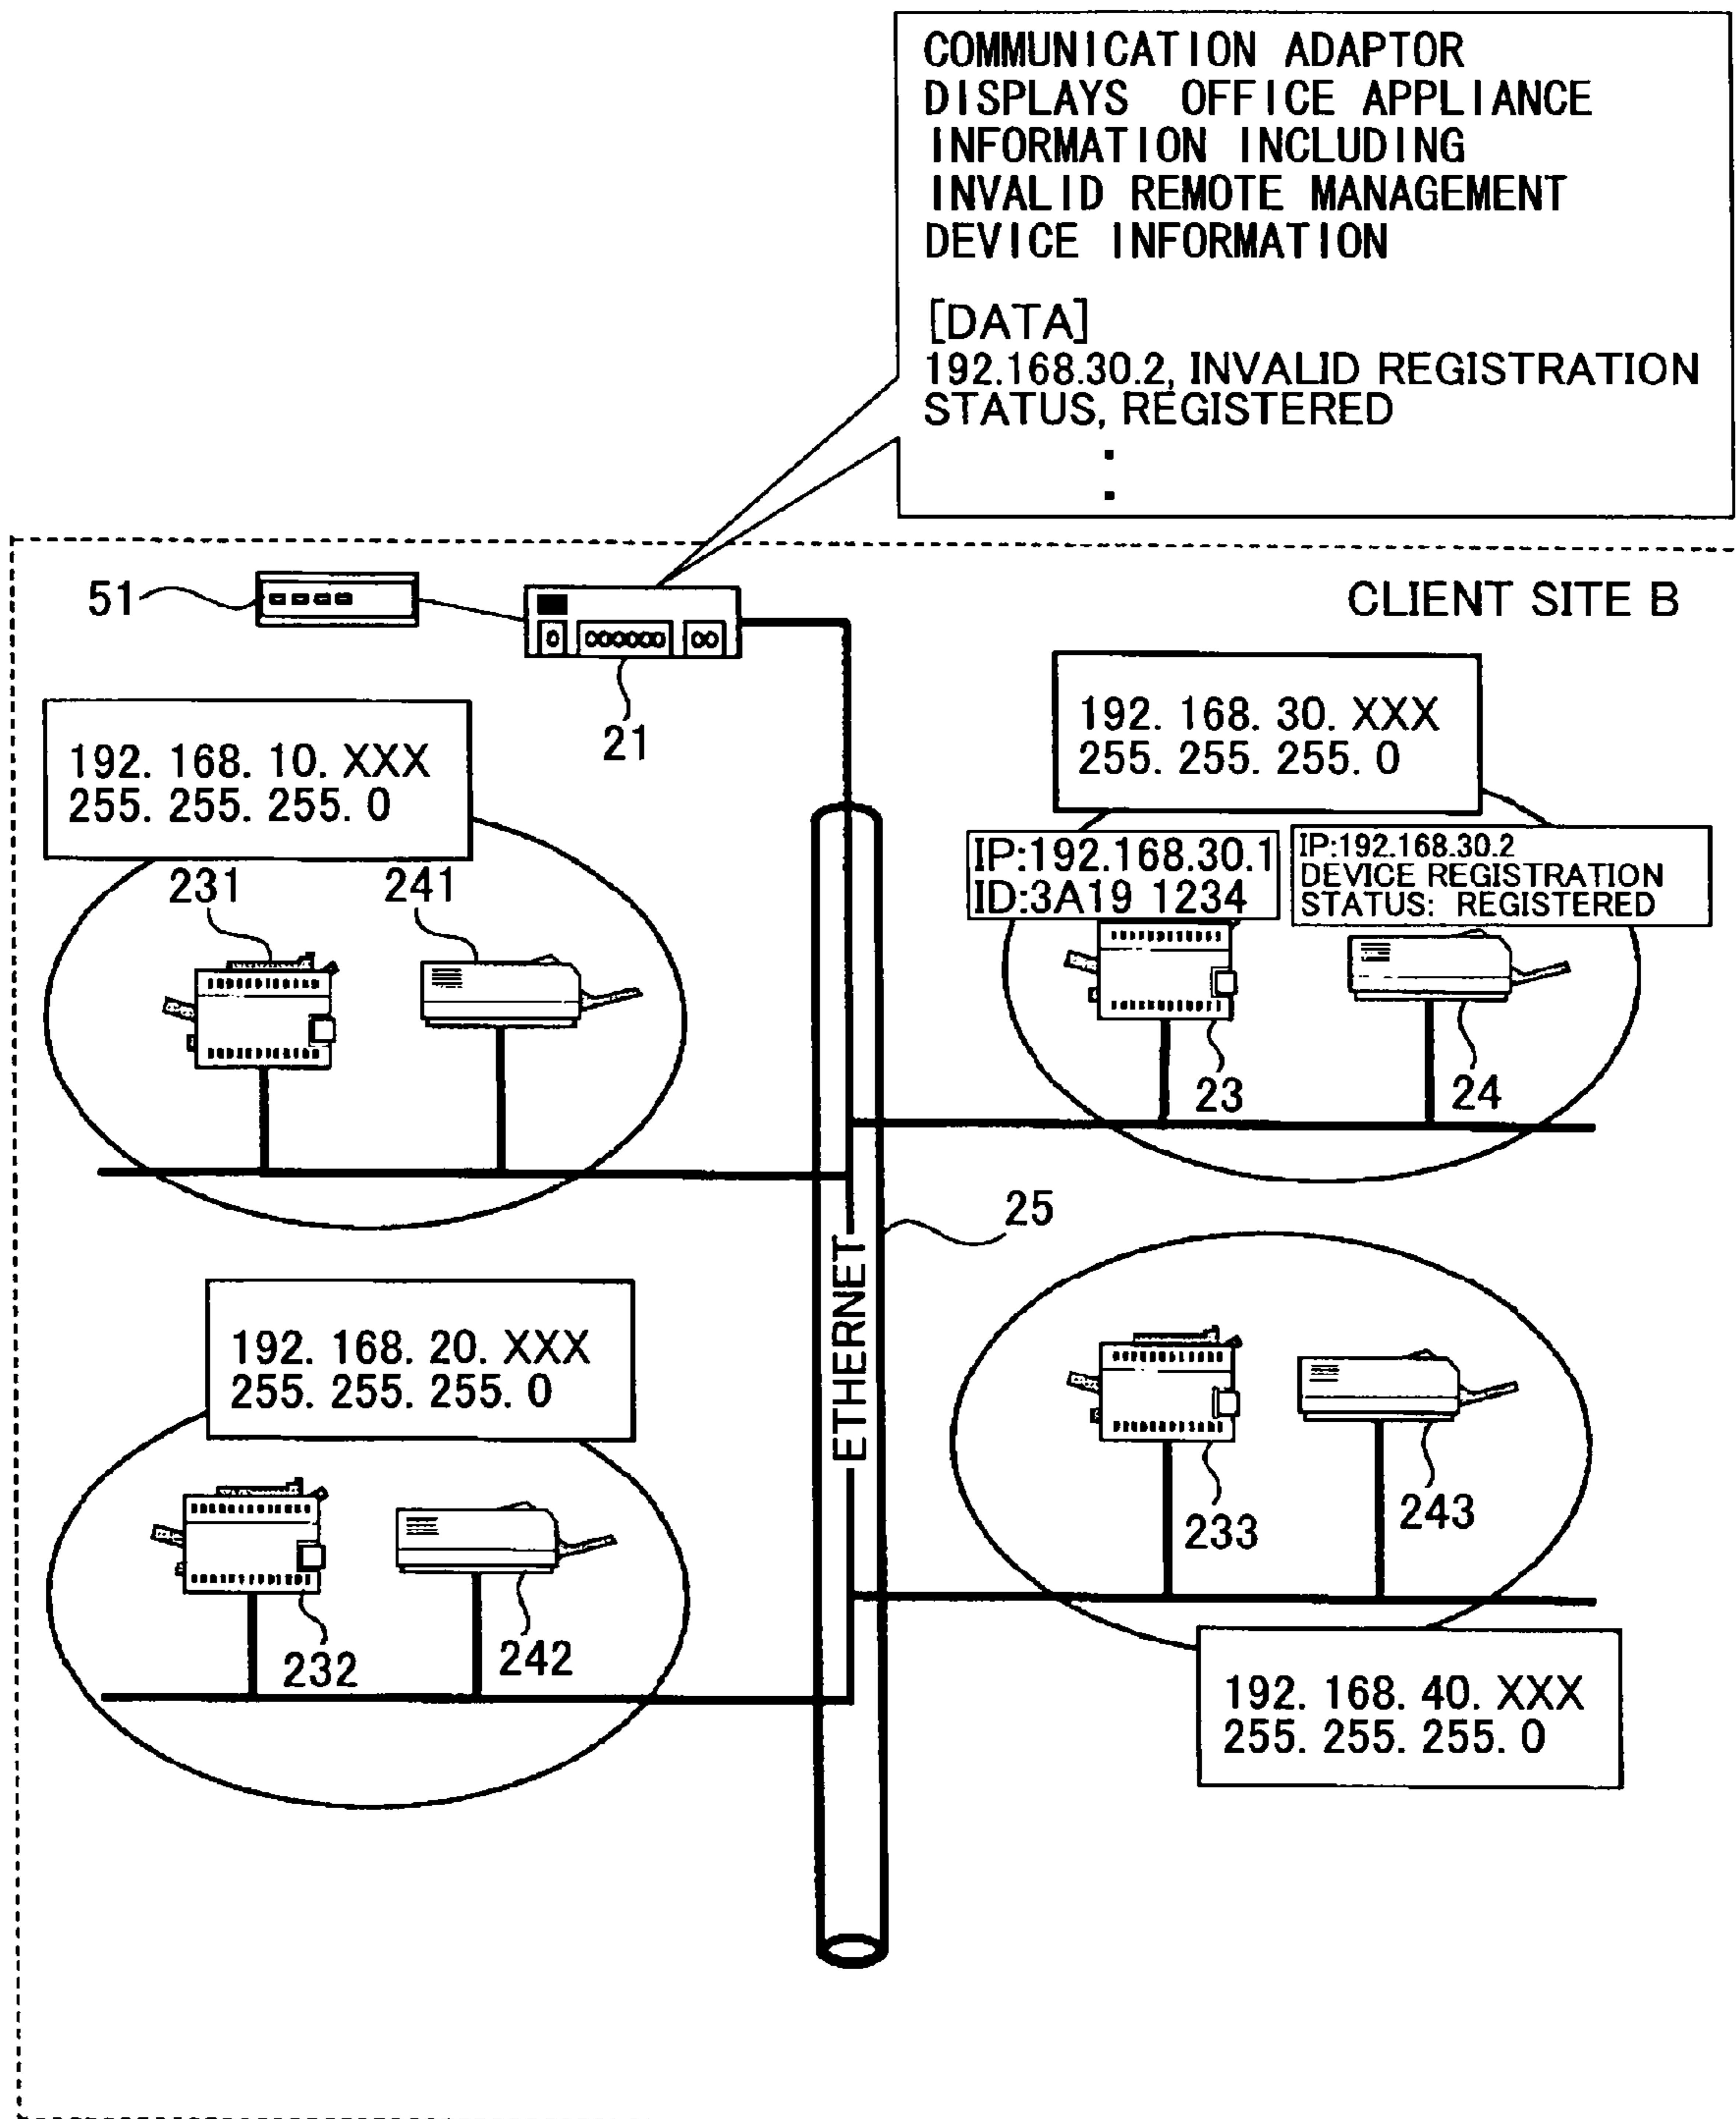 COMMUNICATION ADAPTOR
DISPLAYS OFFICE APPLIANCE
INFORMATION INCLUDING
INVALID REMOTE MANAGEMENT
DEVICE INFORMATION
[DATA]
192.168.30.2, INVALID REGISTRATION
STATUS, REGISTERED
:
51
CLIENT SITE B
21
192. 168. 10. XXX
255. 255. 255. 0
192. 168. 30. XXX
255. 255. 255. 0
231
241
IP:192.168.30.1
ID:3A19 1234
IP:192.168.30.2
DEVICE REGISTRATION
STATUS: REGISTERED
23
24
25
ETHERNET
192. 168. 20. XXX
255. 255. 255. 0
232
242
233
243
192. 168. 40. XXX
255. 255. 255. 0